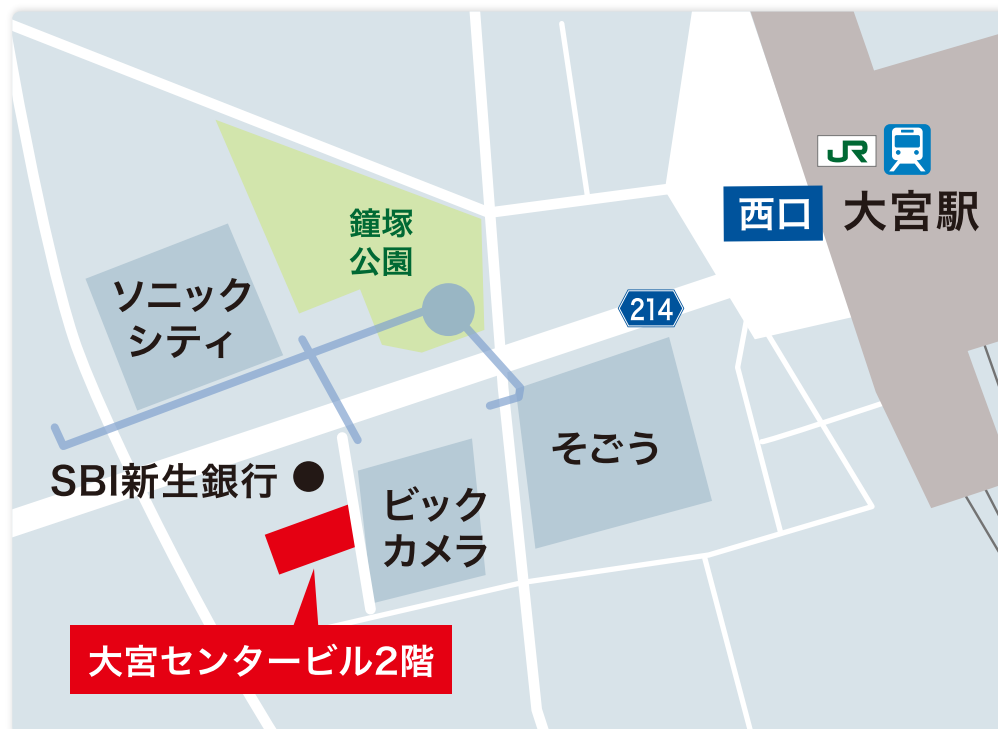 JR
西口 大宮駅
鐘塚
公園
ソニック
シティ
214
そごう
SBI新生銀行
ビック
カメラ
大宮センタービル2階